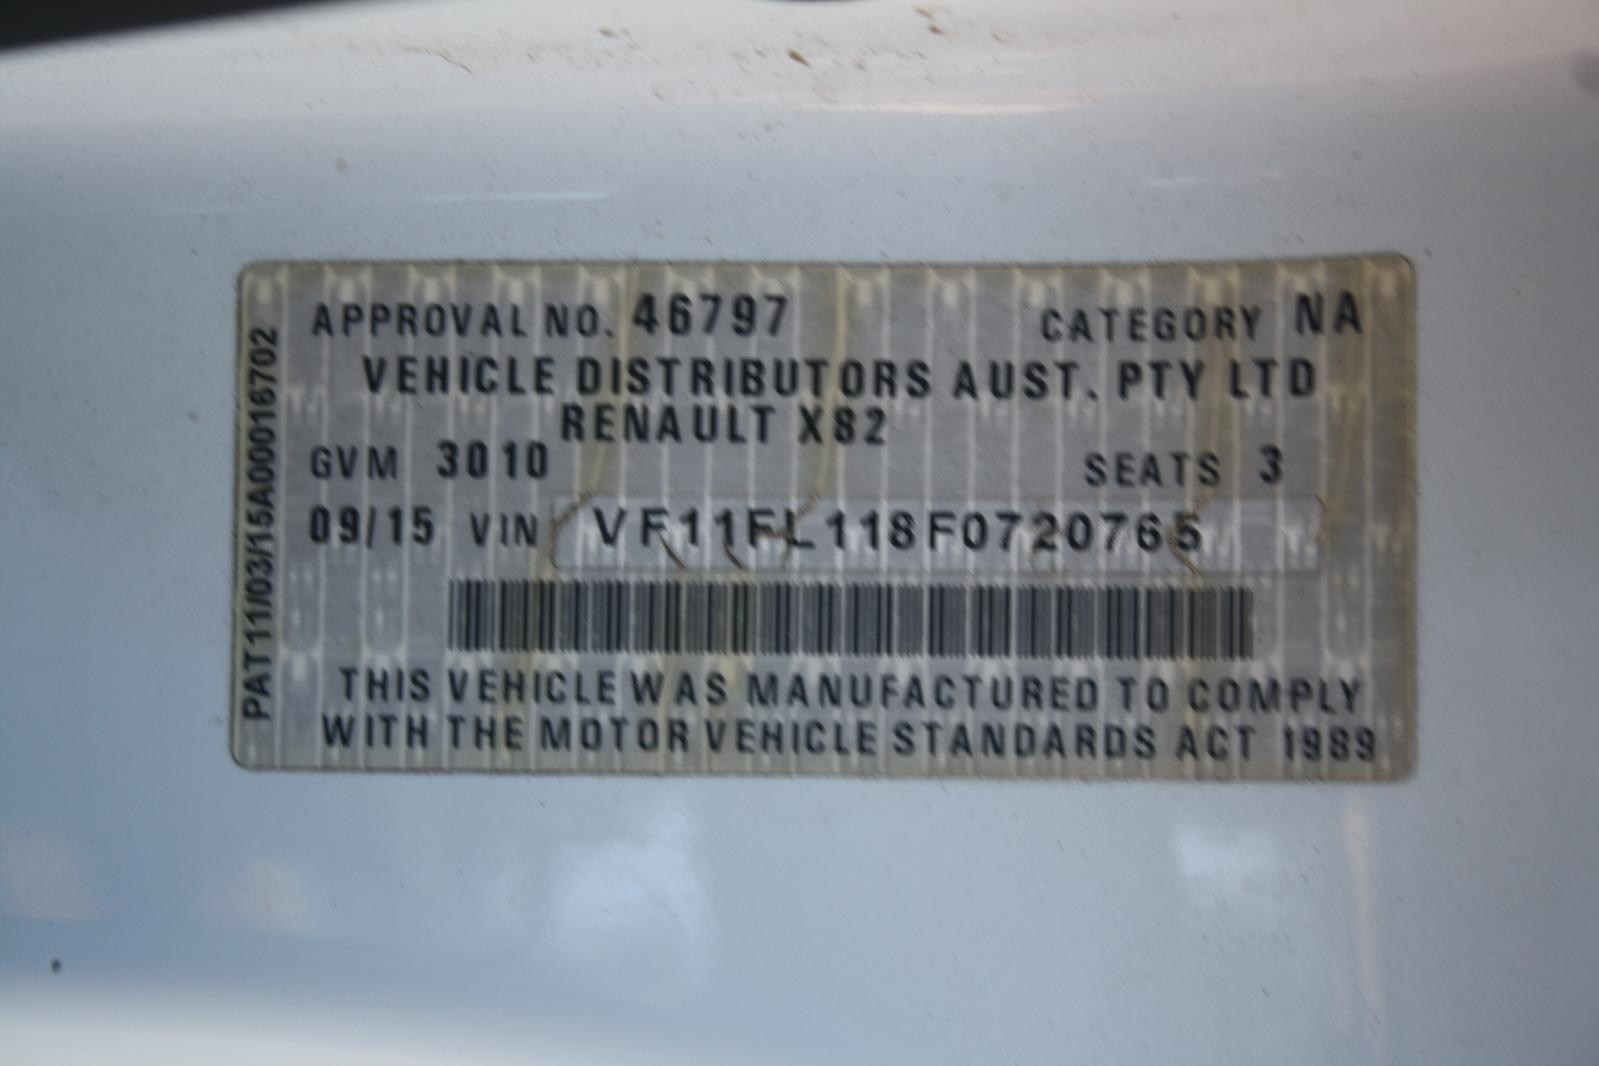 APPROVAL NO. 46797 CATEGORY NA
VEHICLE DISTRIBUTORS AUST. PTY LTD
RENAULT X82
GVM 3010 SEATS 3
09/15 VIN VF11FL118F0720765
THIS VEHICLE WAS MANUFACTURED TO COMPLY
WITH THE MOTOR VEHICLE STANDARDS ACT 1989
PAT11/03/15A00016702